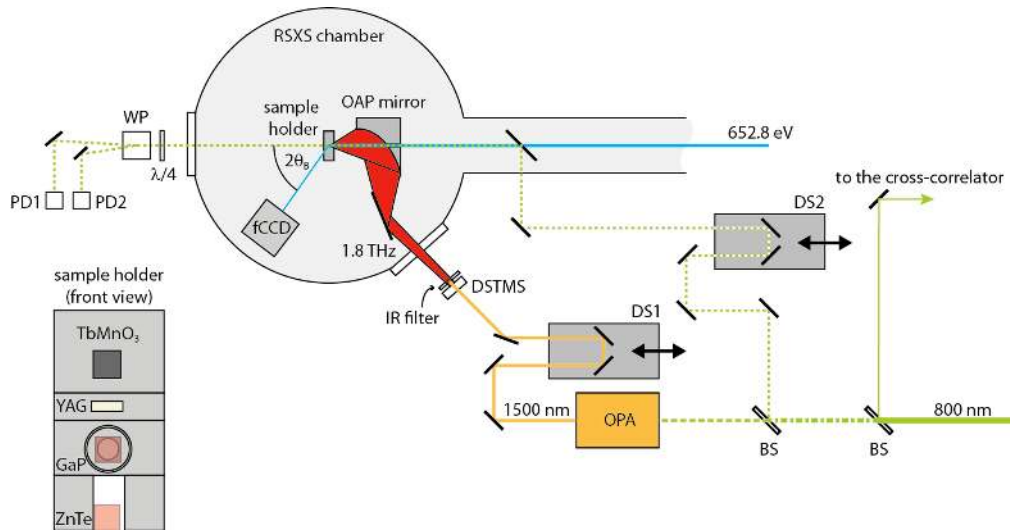 RSXS chamber
OAP mirror
sample
holder
WP
652.8 eV
λ/4
2θB
to the cross-correlator
PD1
PD2
DS2
fCCD
1.8 THz
sample holder
(front view)
DSTMS
IR filter
DS1
TbMnO3
YAG
1500 nm
OPA
800 nm
BS
BS
GaP
ZnTe